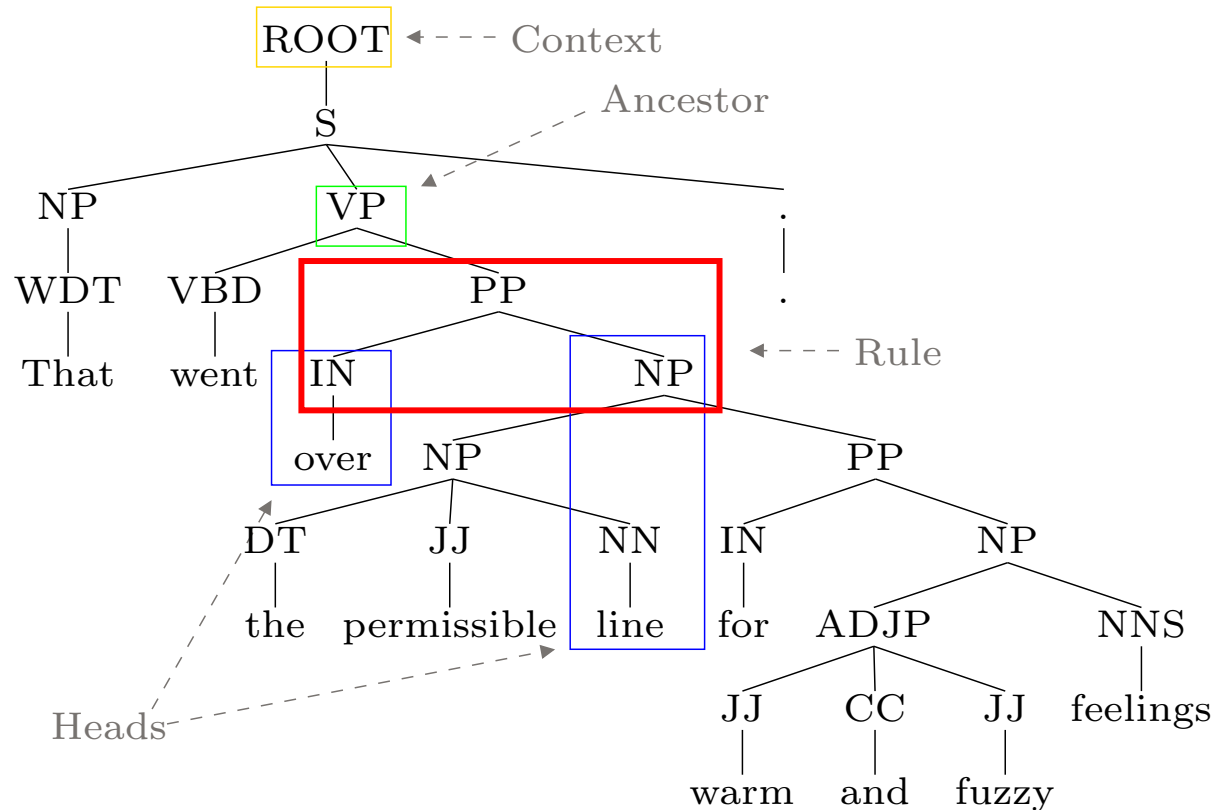 ROOT Context
Ancestor
S
NP VP .
WDT VBD PP .
That went IN NP Rule
over NP PP
DT JJ NN IN NP
the permissible line for ADJP NNS
Heads JJ CC JJ feelings
warm and fuzzy